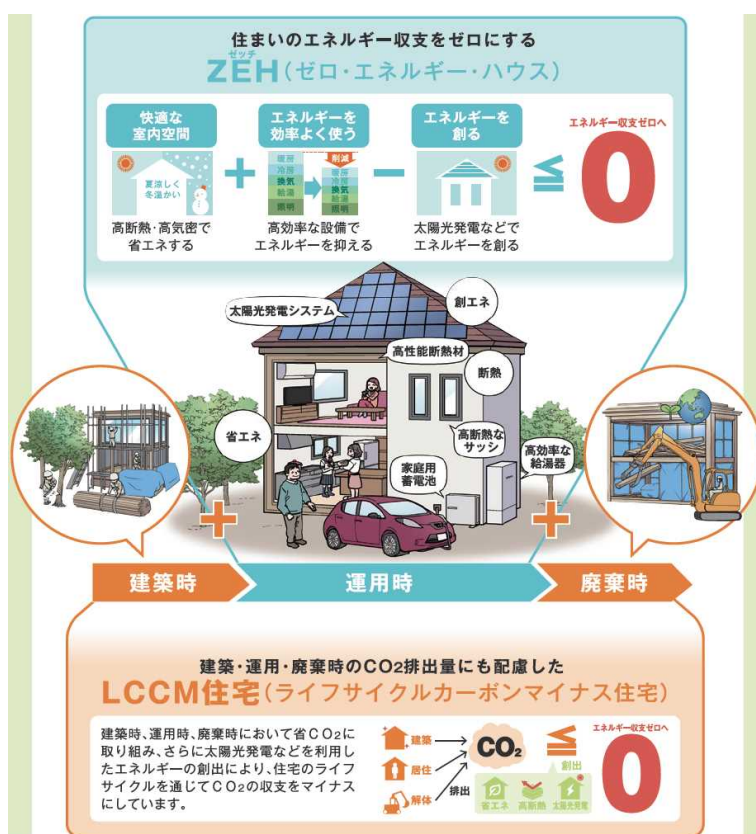 住まいのエネルギー収支をゼロにする
ゼッチ
ZEH(ゼロ・エネルギー・ハウス)
快適な
室内空間
夏涼しく
冬温かい
高断熱・高気密で
省エネする
+
エネルギーを
効率よく使う
暖房
冷房
換気
給湯
照明
削減
暖房
冷房
換気
給湯
照明
高効率な設備で
エネルギーを抑える
−
エネルギーを
創る
太陽光発電などで
エネルギーを創る
≦
エネルギー収支ゼロへ
0
太陽光発電システム
創エネ
高性能断熱材
断熱
省エネ
高断熱な
サッシ
高効率な
給湯器
家庭用
蓄電池
+
+
建築時
運用時
廃棄時
建築・運用・廃棄時のCO2排出量にも配慮した
LCCM住宅(ライフサイクルカーボンマイナス住宅)
建築時、運用時、廃棄時において省CO2に
取り組み、さらに太陽光発電などを利用し
たエネルギーの創出により、住宅のライフ
サイクルを通じてCO2の収支をマイナス
にしています。
建築
居住
解体
排出
CO2
≦
創出
省エネ
高断熱
太陽光発電
エネルギー収支ゼロへ
0